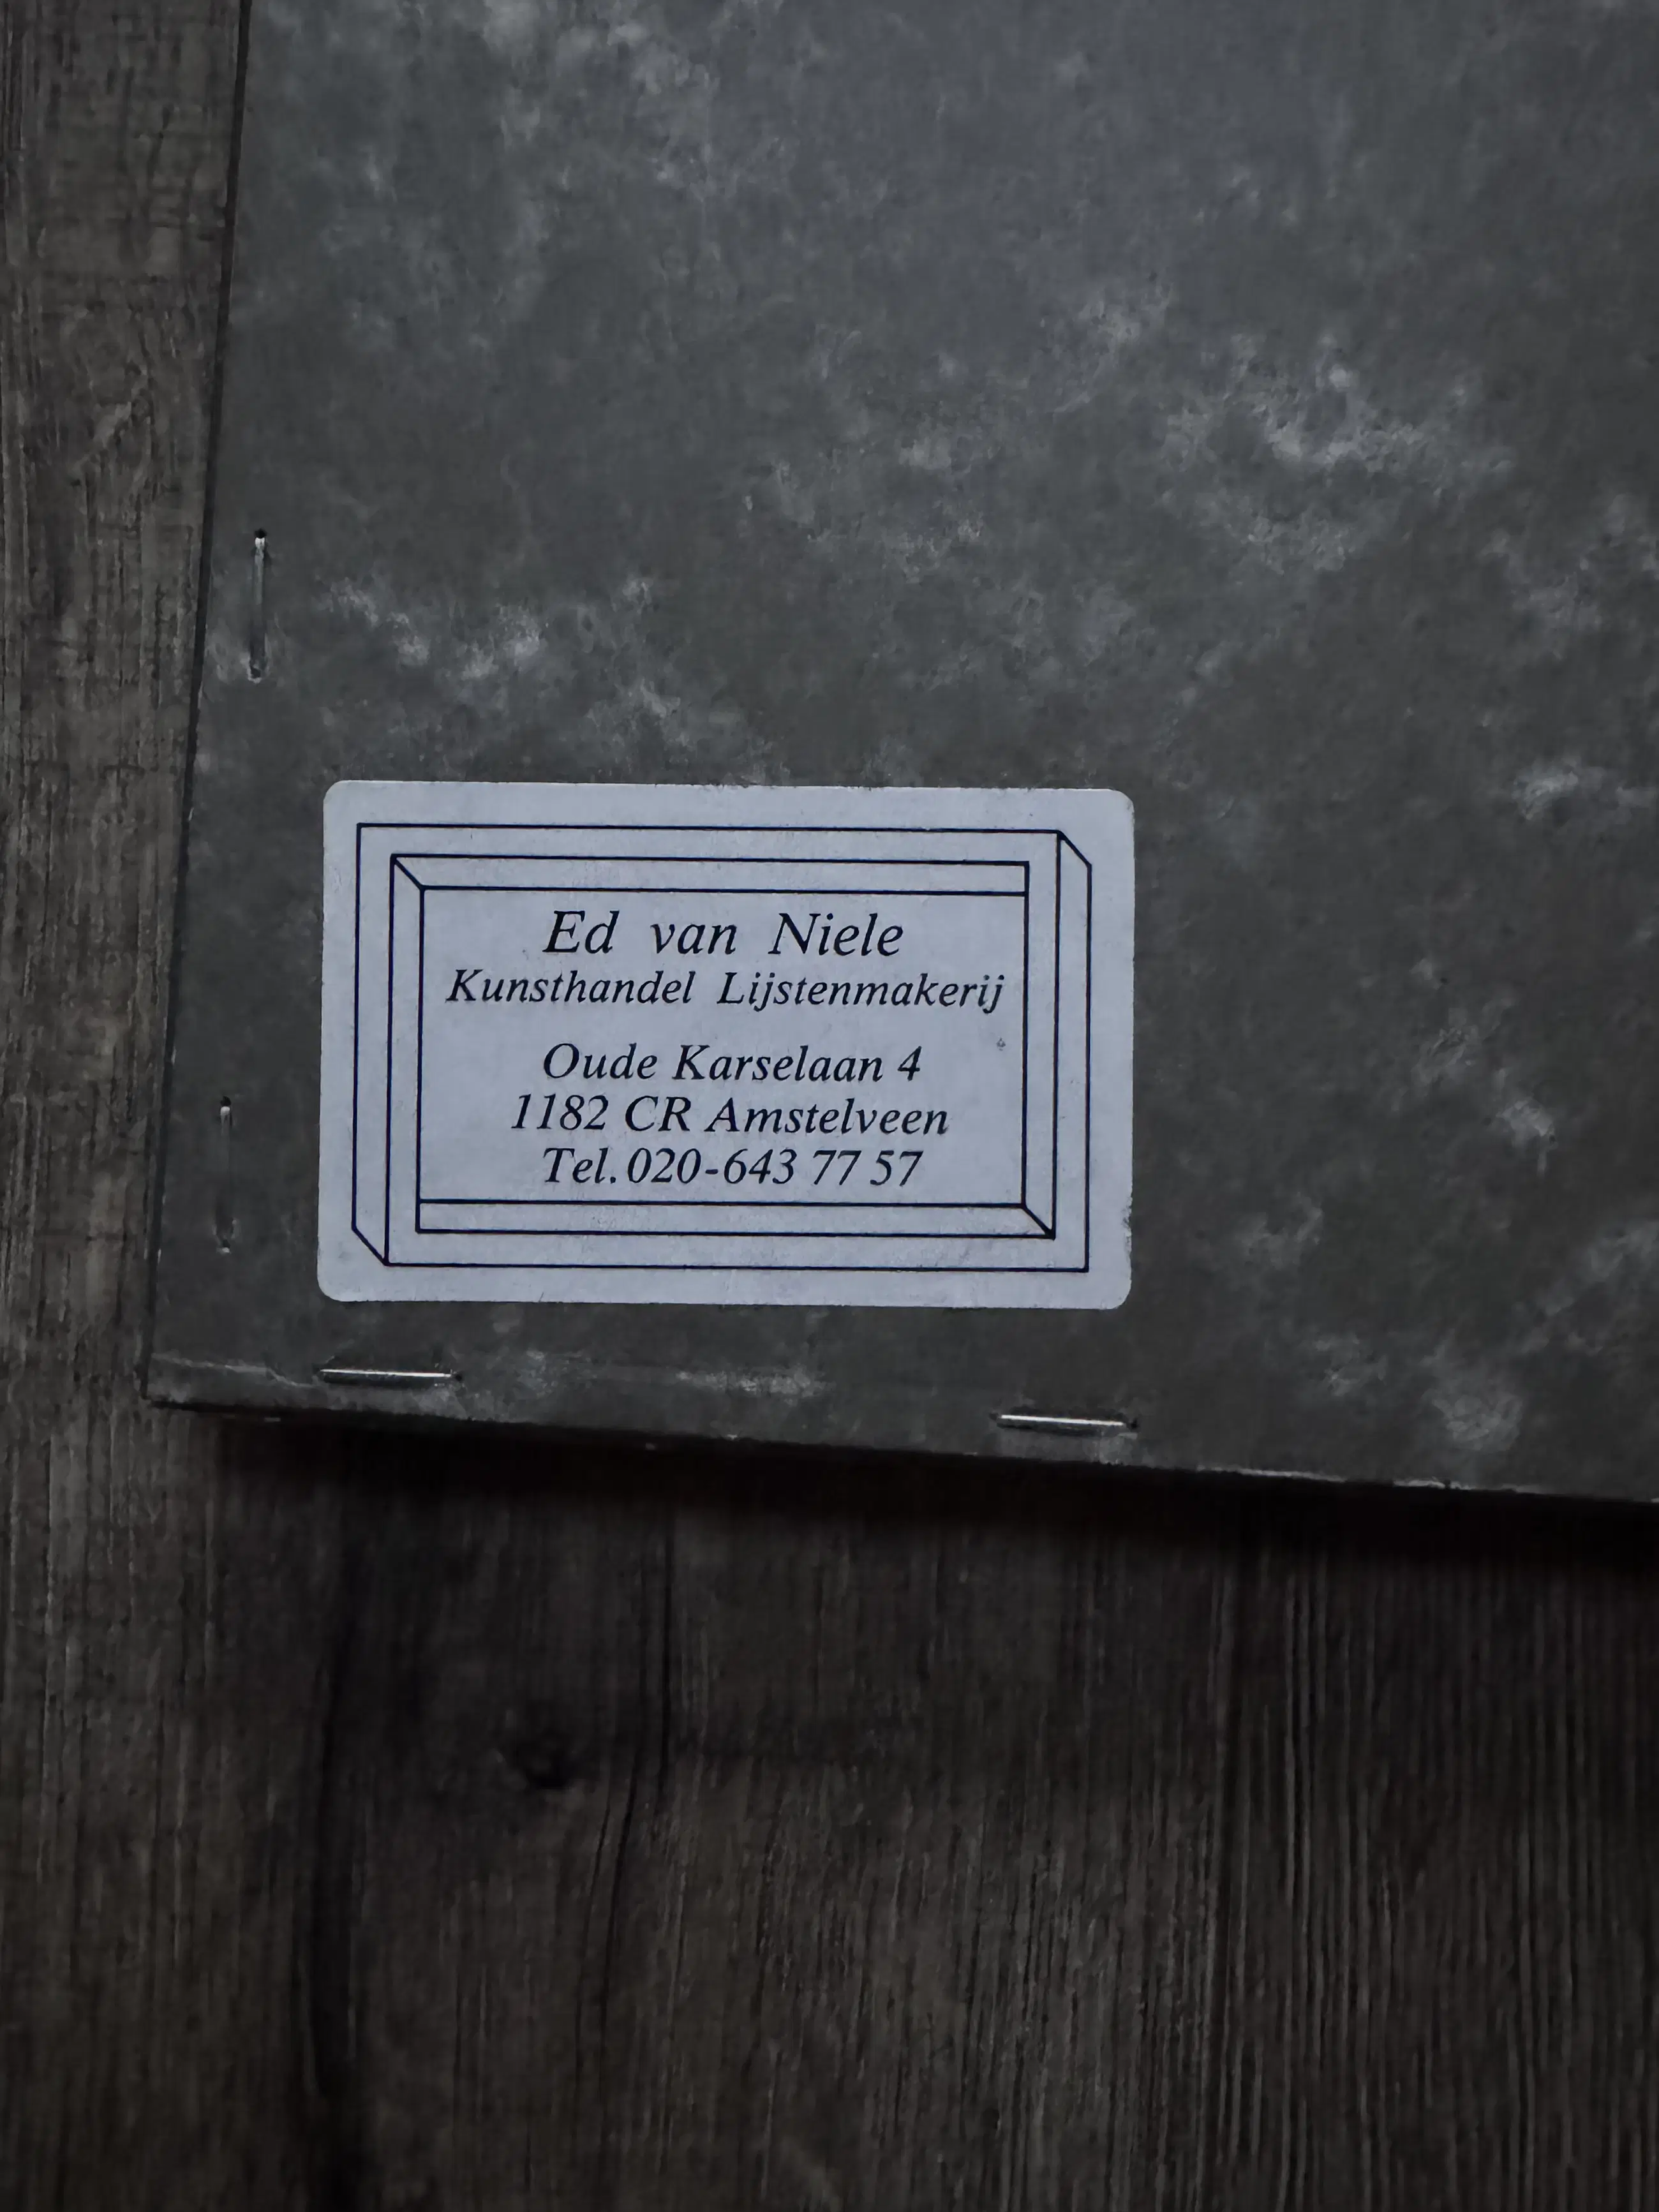 Ed van Niele
Kunsthandel Lijstenmakerij
Oude Karselaan 4
1182 CR Amstelveen
Tel. 020-643 77 57